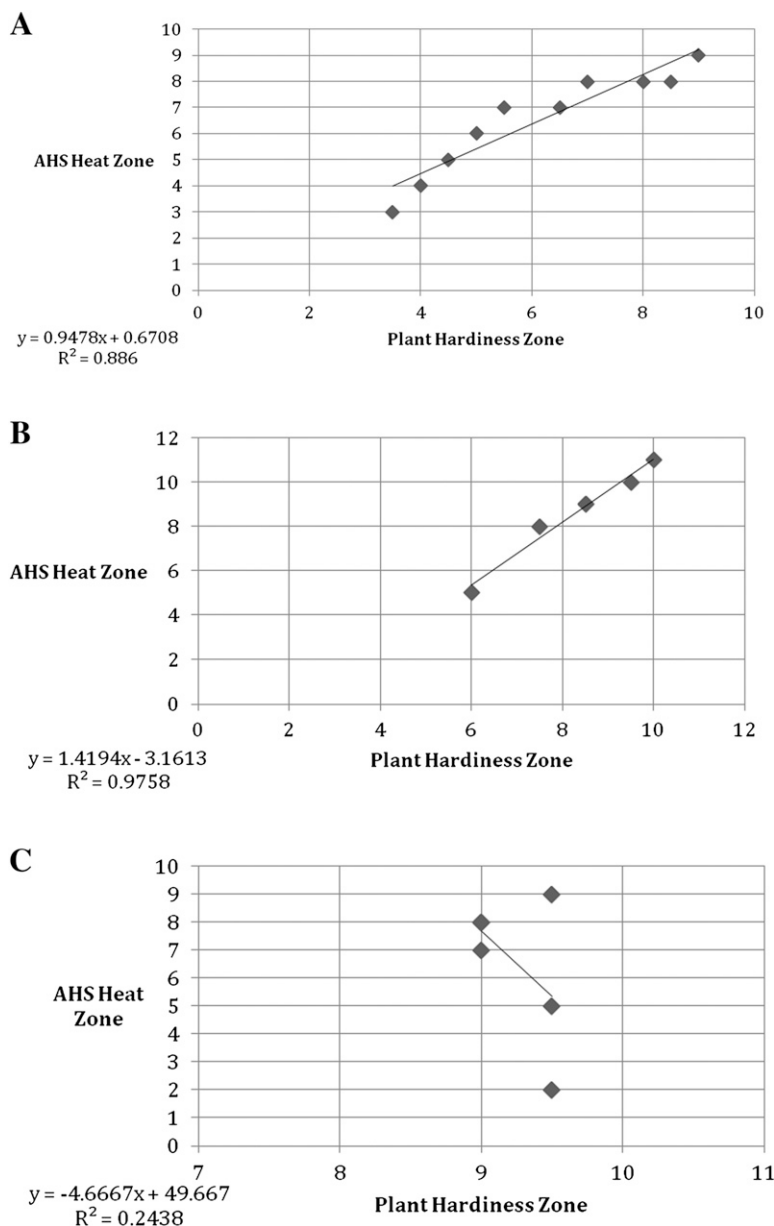 A
10
9
8
7
6
5
4
3
2
1
0
AHS Heat Zone
0 2 4 6 8 10
Plant Hardiness Zone
y = 0.9478x + 0.6708
R² = 0.886
B
12
10
8
6
4
2
0
AHS Heat Zone
0 2 4 6 8 10 12
Plant Hardiness Zone
y = 1.4194x - 3.1613
R² = 0.9758
C
10
9
8
7
6
5
4
3
2
1
0
AHS Heat
Zone
7 8 9 10 11
Plant Hardiness Zone
y = -4.6667x + 49.667
R² = 0.2438